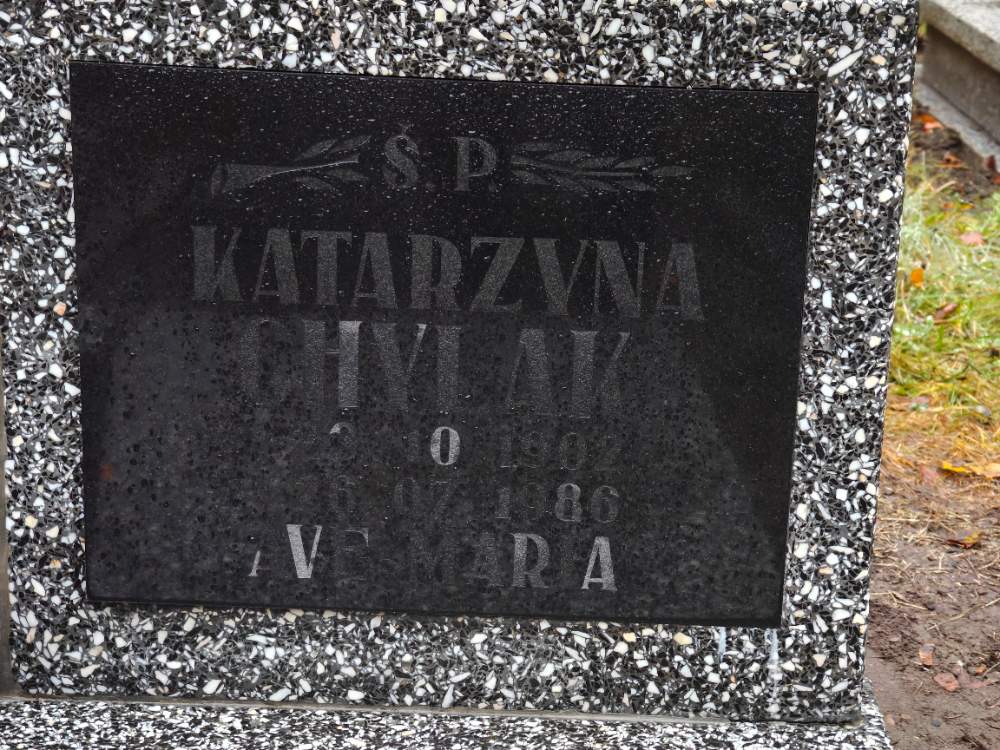 Ś. P.
KATARZYNA
CHYLAK
10 1902
07. 1986
AVE MARIA